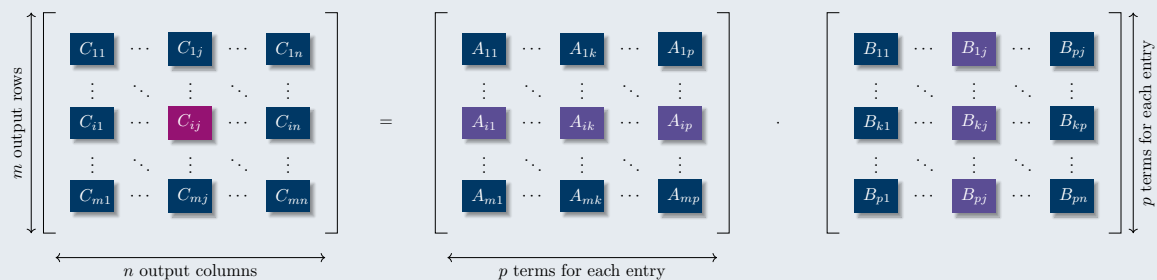 C11 ⋯ C1j ⋯ C1n
⋮ ⋱ ⋮ ⋱ ⋮
Ci1 ⋯ Cij ⋯ Cin
⋮ ⋱ ⋮ ⋱ ⋮
Cm1 ⋯ Cmj ⋯ Cmn
m output rows
n output columns
=
A11 ⋯ A1k ⋯ A1p
⋮ ⋱ ⋮ ⋱ ⋮
Ai1 ⋯ Aik ⋯ Aip
⋮ ⋱ ⋮ ⋱ ⋮
Am1 ⋯ Amk ⋯ Amp
p terms for each entry
·
B11 ⋯ B1j ⋯ Bpj
⋮ ⋱ ⋮ ⋱ ⋮
Bk1 ⋯ Bkj ⋯ Bkp
⋮ ⋱ ⋮ ⋱ ⋮
Bp1 ⋯ Bpj ⋯ Bpn
p terms for each entry